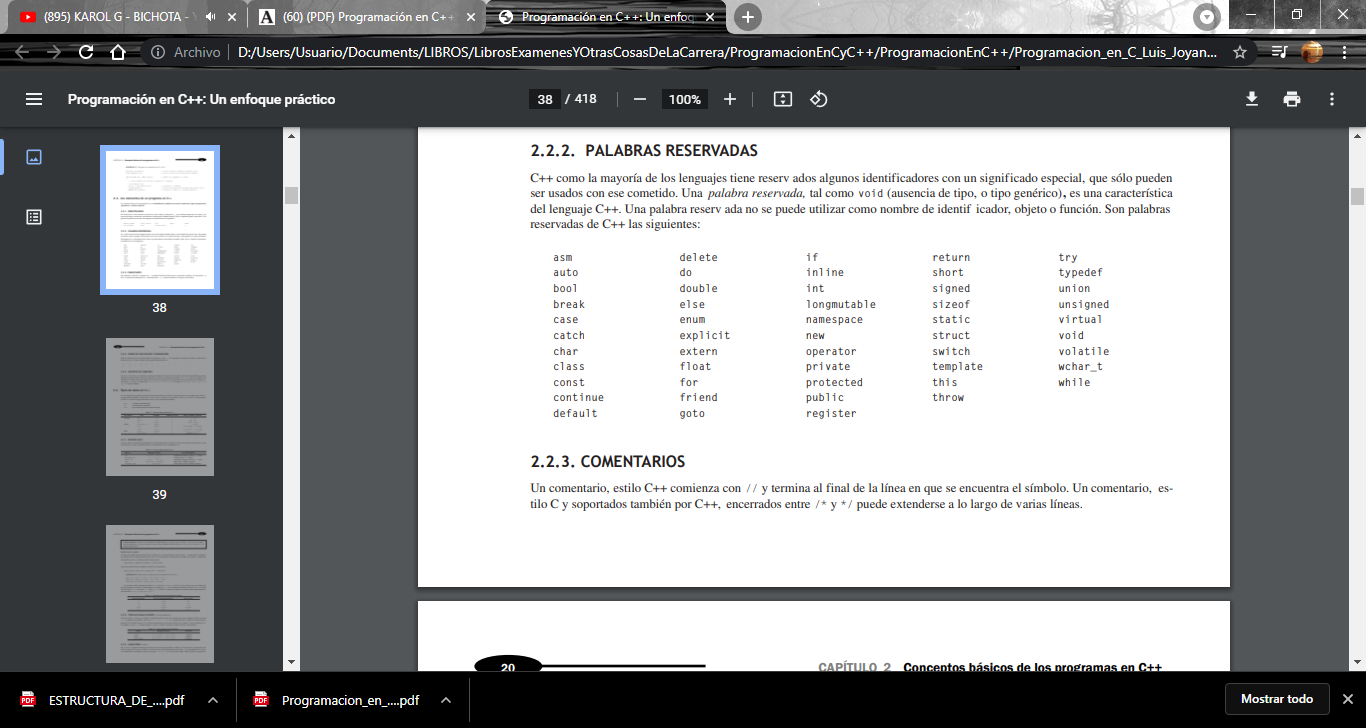 (895) KAROL G - BICHOTA -
(60) (PDF) Programación en C++
Programación en C++: Un enfoq
Archivo
D:/Users/Usuario/Documents/LIBROS/LibrosExamenesYOtrasCosasDeLaCarrera/ProgramacionEnCyC++/ProgramacionEnC++/Programacion_en_C_Luis_Joyan...
Programación en C++: Un enfoque práctico
38 / 418
100%
2.2.2. PALABRAS RESERVADAS
C++ como la mayoría de los lenguajes tiene reserv ados algunos identificadores con un significado especial, que sólo pueden
ser usados con ese cometido. Una palabra reservada, tal como void (ausencia de tipo, o tipo genérico), es una característica
del lenguaje C++. Una palabra reserv ada no se puede utilizar como nombre de identif icador, objeto o función. Son palabras
reservadas de C++ las siguientes:
asm delete if return try
auto do inline short typedef
bool double int signed union
break else longmutable sizeof unsigned
case enum namespace static virtual
catch explicit new struct void
char extern operator switch volatile
class float private template wchar_t
const for protected this while
continue friend public throw
default goto register
2.2.3. COMENTARIOS
Un comentario, estilo C++ comienza con // y termina al final de la línea en que se encuentra el símbolo. Un comentario, es-
tilo C y soportados también por C++, encerrados entre /* y */ puede extenderse a lo largo de varias líneas.
20 CAPÍTULO 2 Conceptos básicos de los programas en C++
38
39
ESTRUCTURA_DE_....pdf
Programacion_en_....pdf
Mostrar todo